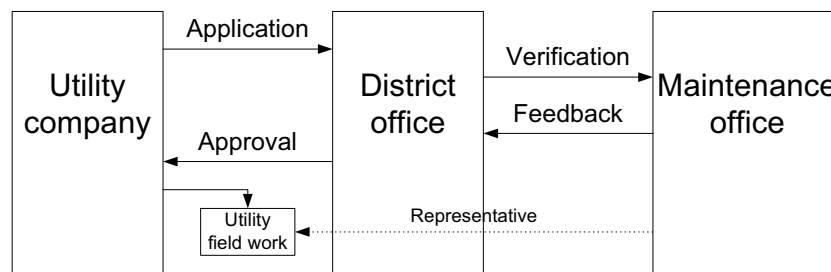 Application
Verification
Utility
company
District
office
Maintenance
office
Feedback
Approval
Representative
Utility
field work